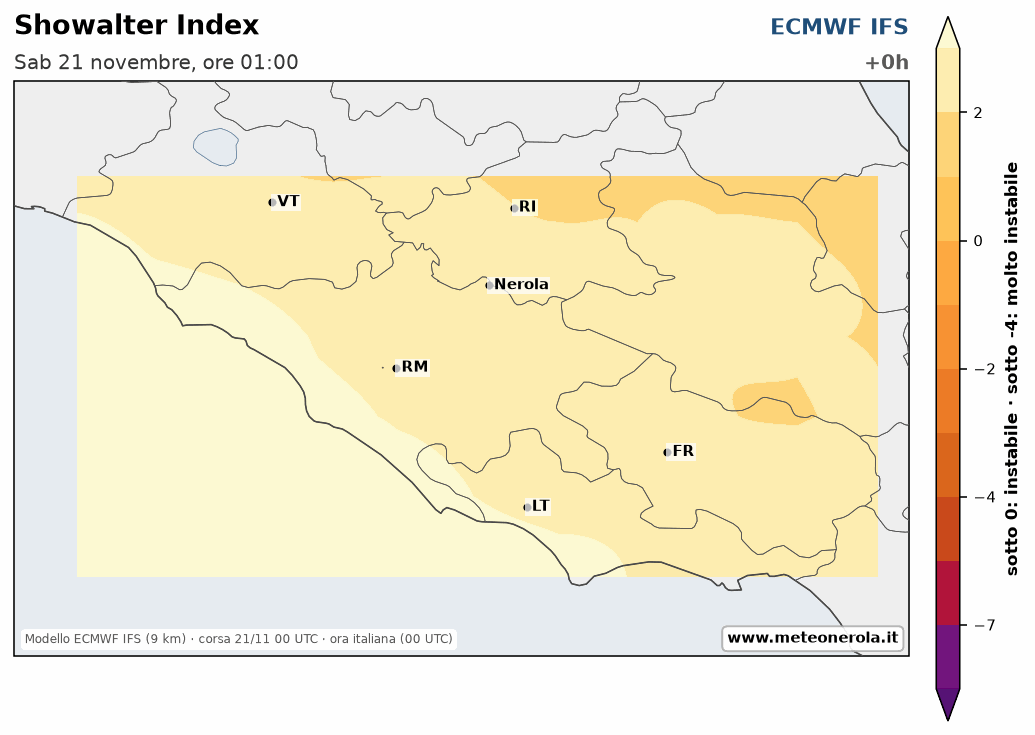 Showalter Index
ECMWF IFS
Sab 21 novembre, ore 01:00
+0h
VT
RI
Nerola
RM
FR
LT
2
0
−2
−4
−7
sotto 0: instabile · sotto -4: molto instabile
Modello ECMWF IFS (9 km) · corsa 21/11 00 UTC · ora italiana (00 UTC)
www.meteonerola.it